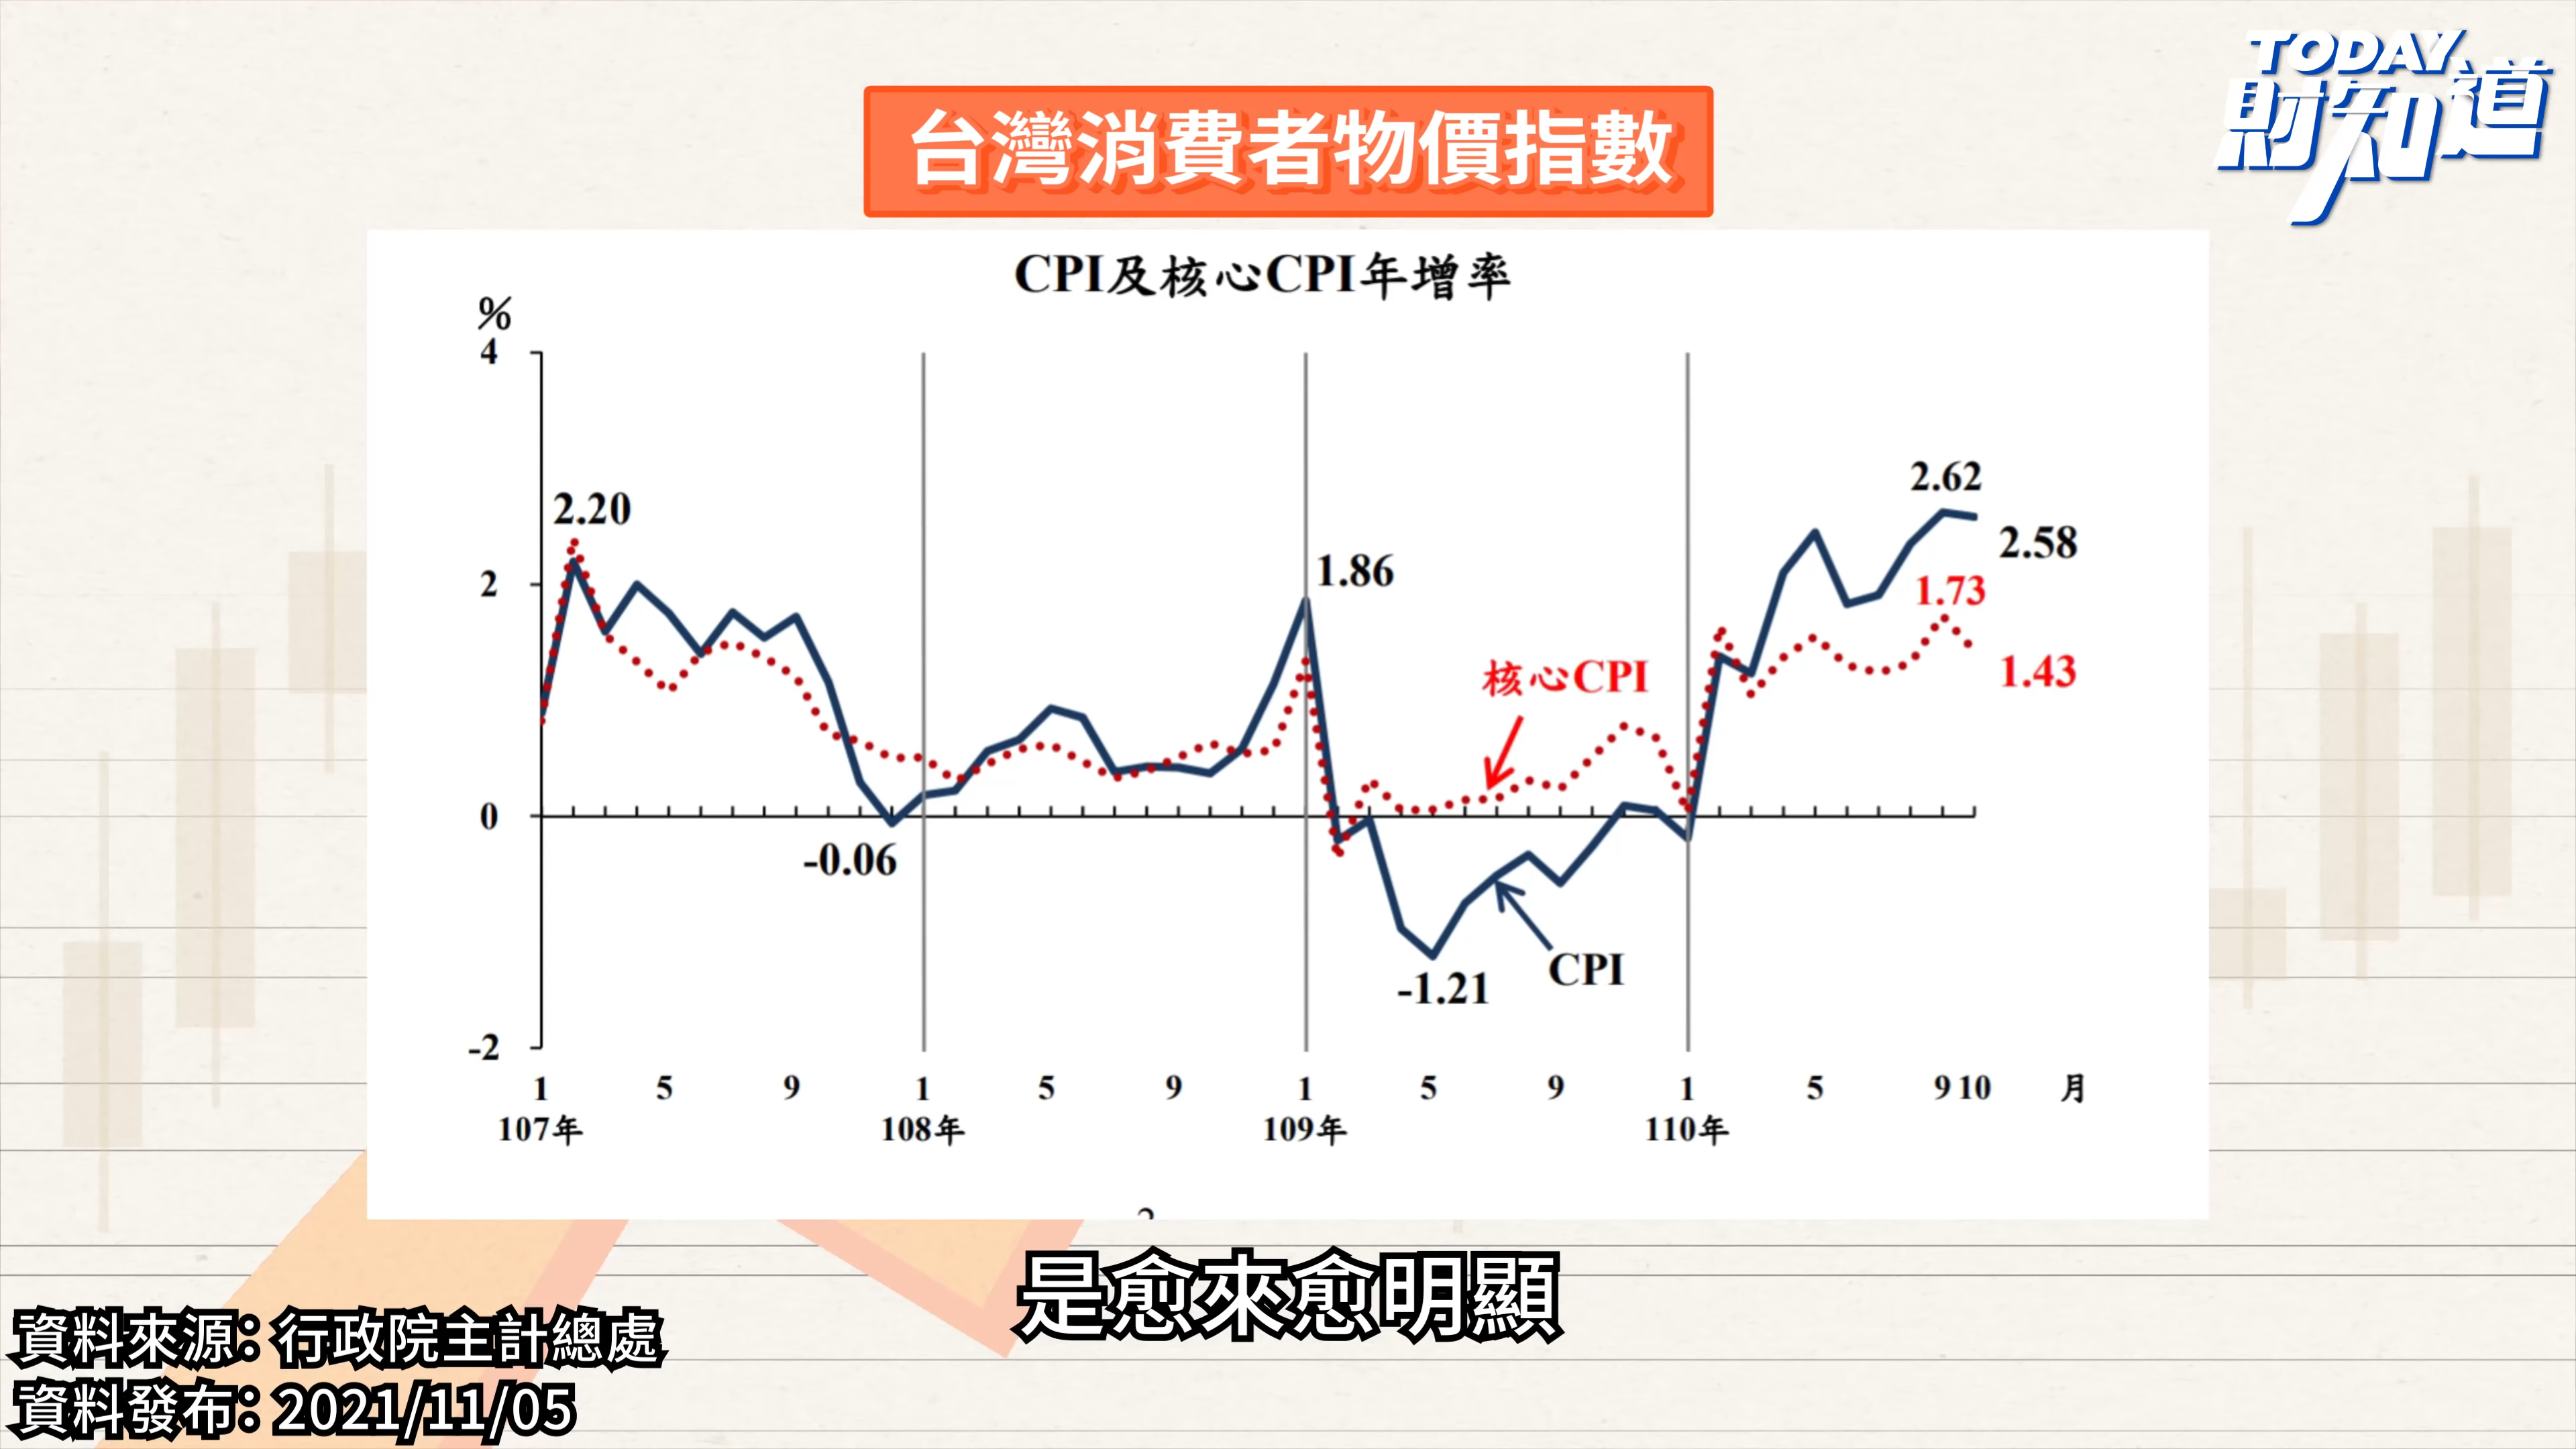 TODAY
財知道
台灣消費者物價指數
CPI及核心CPI年增率
%
4
2
0
-2
2.20
-0.06
1.86
-1.21
核心CPI
CPI
2.62
2.58
1.73
1.43
1 5 9 1 5 9 1 5 9 1 5 9 10 月
107年 108年 109年 110年
是愈來愈明顯
資料來源：行政院主計總處
資料發布：2021/11/05